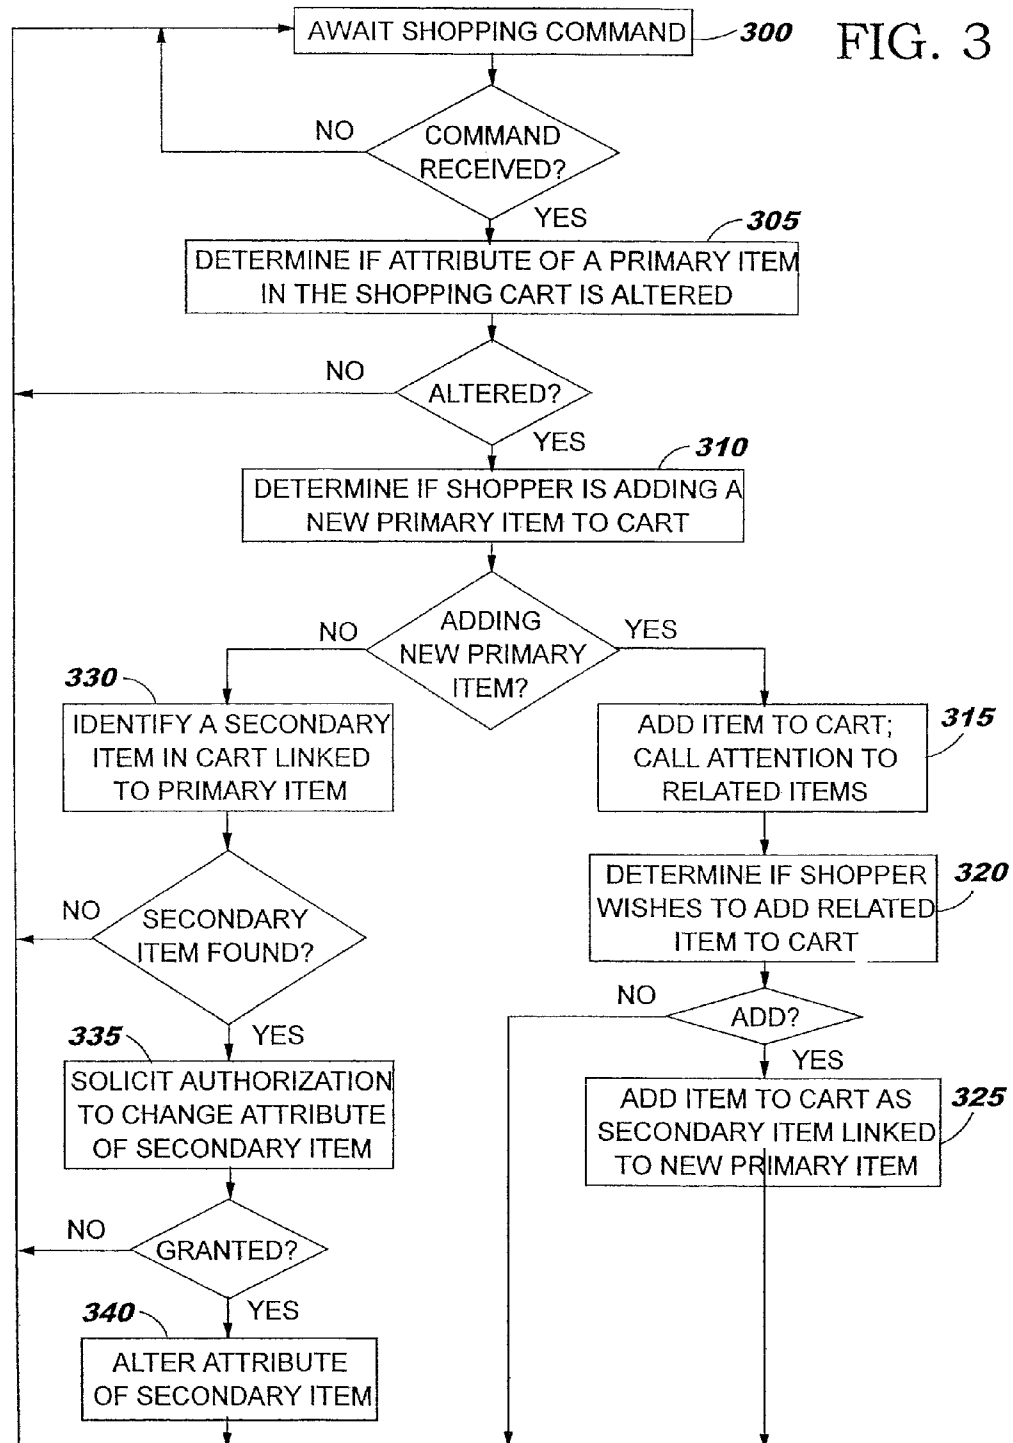 AWAIT SHOPPING COMMAND
300
FIG. 3
NO
COMMAND
RECEIVED?
YES
305
DETERMINE IF ATTRIBUTE OF A PRIMARY ITEM
IN THE SHOPPING CART IS ALTERED
NO
ALTERED?
YES
310
DETERMINE IF SHOPPER IS ADDING A
NEW PRIMARY ITEM TO CART
NO
ADDING
NEW PRIMARY
ITEM?
YES
330
IDENTIFY A SECONDARY
ITEM IN CART LINKED
TO PRIMARY ITEM
ADD ITEM TO CART;
CALL ATTENTION TO
RELATED ITEMS
315
DETERMINE IF SHOPPER
WISHES TO ADD RELATED
ITEM TO CART
320
NO
SECONDARY
ITEM FOUND?
YES
NO
ADD?
YES
335
SOLICIT AUTHORIZATION
TO CHANGE ATTRIBUTE
OF SECONDARY ITEM
ADD ITEM TO CART AS
SECONDARY ITEM LINKED
TO NEW PRIMARY ITEM
325
NO
GRANTED?
YES
340
ALTER ATTRIBUTE
OF SECONDARY ITEM